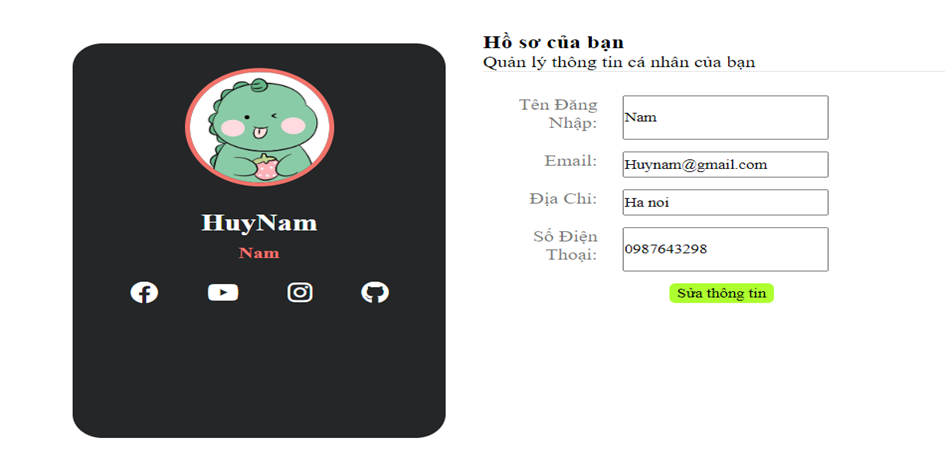 HuyNam
Nam
Hồ sơ của bạn
Quản lý thông tin cá nhân của bạn
Tên Đăng
Nhập:
Nam
Email:
Huynam@gmail.com
Địa Chỉ:
Ha noi
Số Điện
Thoại:
0987643298
Sửa thông tin